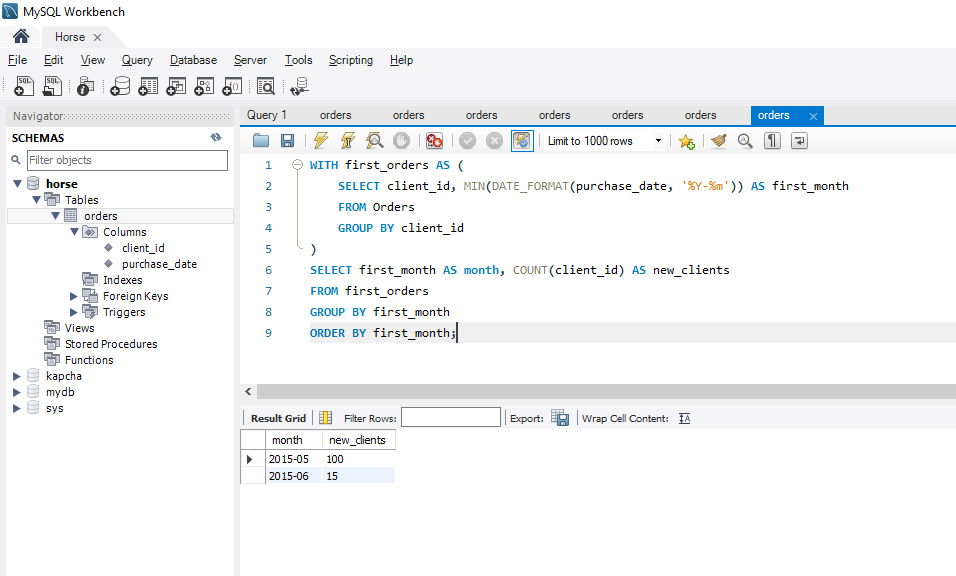 MySQL Workbench
Horse
File Edit View Query Database Server Tools Scripting Help
Navigator
SCHEMAS
Filter objects
horse
Tables
orders
Columns
client_id
purchase_date
Indexes
Foreign Keys
Triggers
Views
Stored Procedures
Functions
kapcha
mydb
sys
Query 1 orders orders orders orders orders orders orders
Limit to 1000 rows
1 WITH first_orders AS (
2 SELECT client_id, MIN(DATE_FORMAT(purchase_date, '%Y-%m')) AS first_month
3 FROM Orders
4 GROUP BY client_id
5 )
6 SELECT first_month AS month, COUNT(client_id) AS new_clients
7 FROM first_orders
8 GROUP BY first_month
9 ORDER BY first_month;
Result Grid Filter Rows: Export: Wrap Cell Content:
month new_clients
2015-05 100
2015-06 15